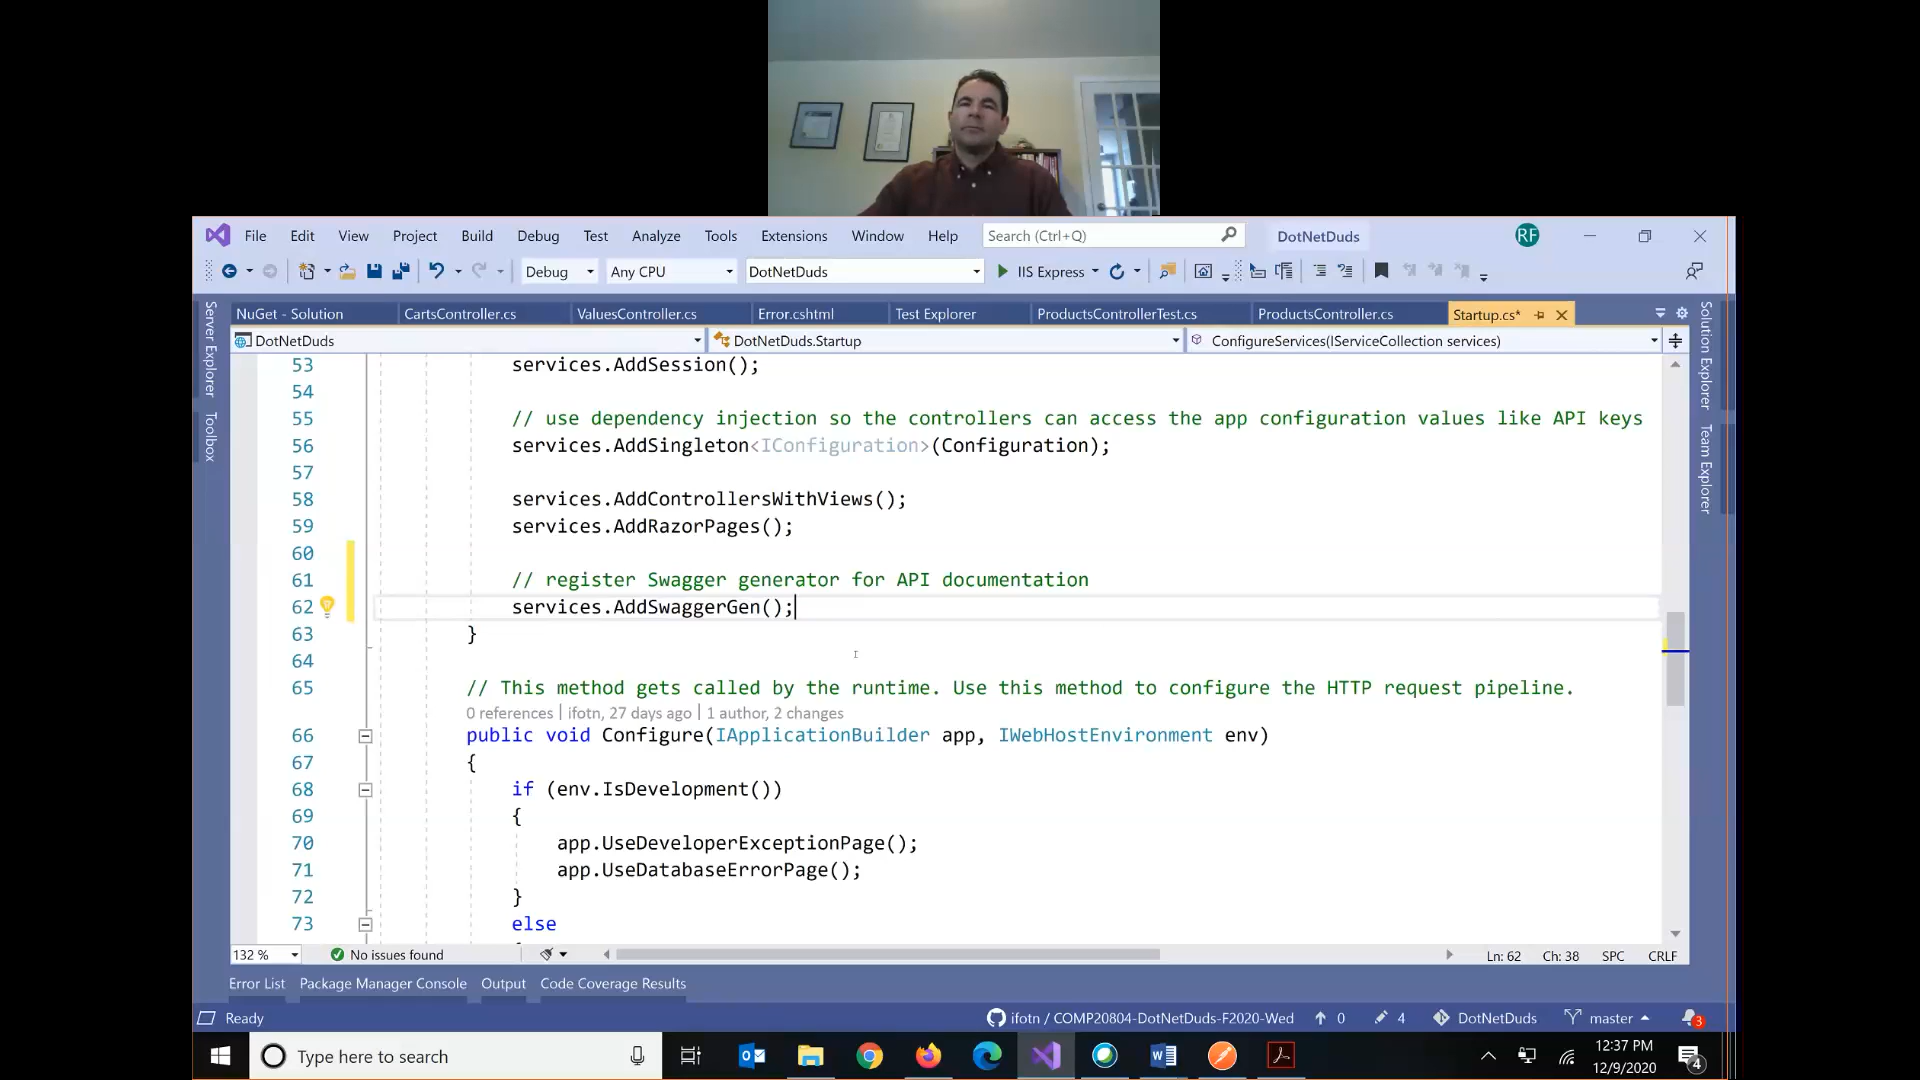 File Edit View Project Build Debug Test Analyze Tools Extensions Window Help Search (Ctrl+Q) DotNetDuds RF
Debug Any CPU DotNetDuds IIS Express
NuGet - Solution CartsController.cs ValuesController.cs Error.cshtml Test Explorer ProductsControllerTest.cs ProductsController.cs Startup.cs*
DotNetDuds DotNetDuds.Startup ConfigureServices(IServiceCollection services)
Server Explorer
Toolbox
Solution Explorer
Team Explorer
53 services.AddSession();
54
55 // use dependency injection so the controllers can access the app configuration values like API keys
56 services.AddSingleton<IConfiguration>(Configuration);
57
58 services.AddControllersWithViews();
59 services.AddRazorPages();
60
61 // register Swagger generator for API documentation
62 services.AddSwaggerGen();
63 }
64
65 // This method gets called by the runtime. Use this method to configure the HTTP request pipeline.
0 references | ifotn, 27 days ago | 1 author, 2 changes
66 public void Configure(IApplicationBuilder app, IWebHostEnvironment env)
67 {
68 if (env.IsDevelopment())
69 {
70 app.UseDeveloperExceptionPage();
71 app.UseDatabaseErrorPage();
72 }
73 else
132 % No issues found Ln: 62 Ch: 38 SPC CRLF
Error List Package Manager Console Output Code Coverage Results
Ready ifotn / COMP20804-DotNetDuds-F2020-Wed 0 4 DotNetDuds master 3
Type here to search 12:37 PM
12/9/2020 4